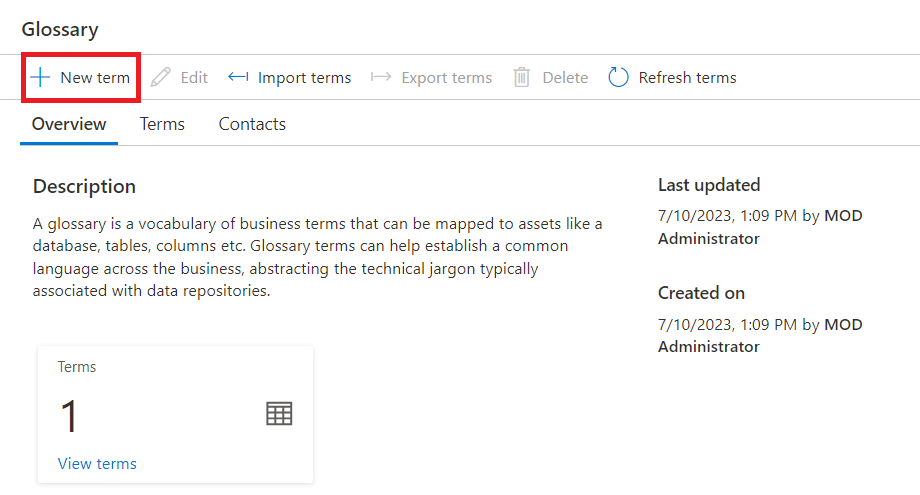 Glossary
New term Edit Import terms Export terms Delete Refresh terms
Overview Terms Contacts
Description
A glossary is a vocabulary of business terms that can be mapped to assets like a
database, tables, columns etc. Glossary terms can help establish a common
language across the business, abstracting the technical jargon typically
associated with data repositories.
Last updated
7/10/2023, 1:09 PM by MOD
Administrator
Created on
7/10/2023, 1:09 PM by MOD
Administrator
Terms
1
View terms